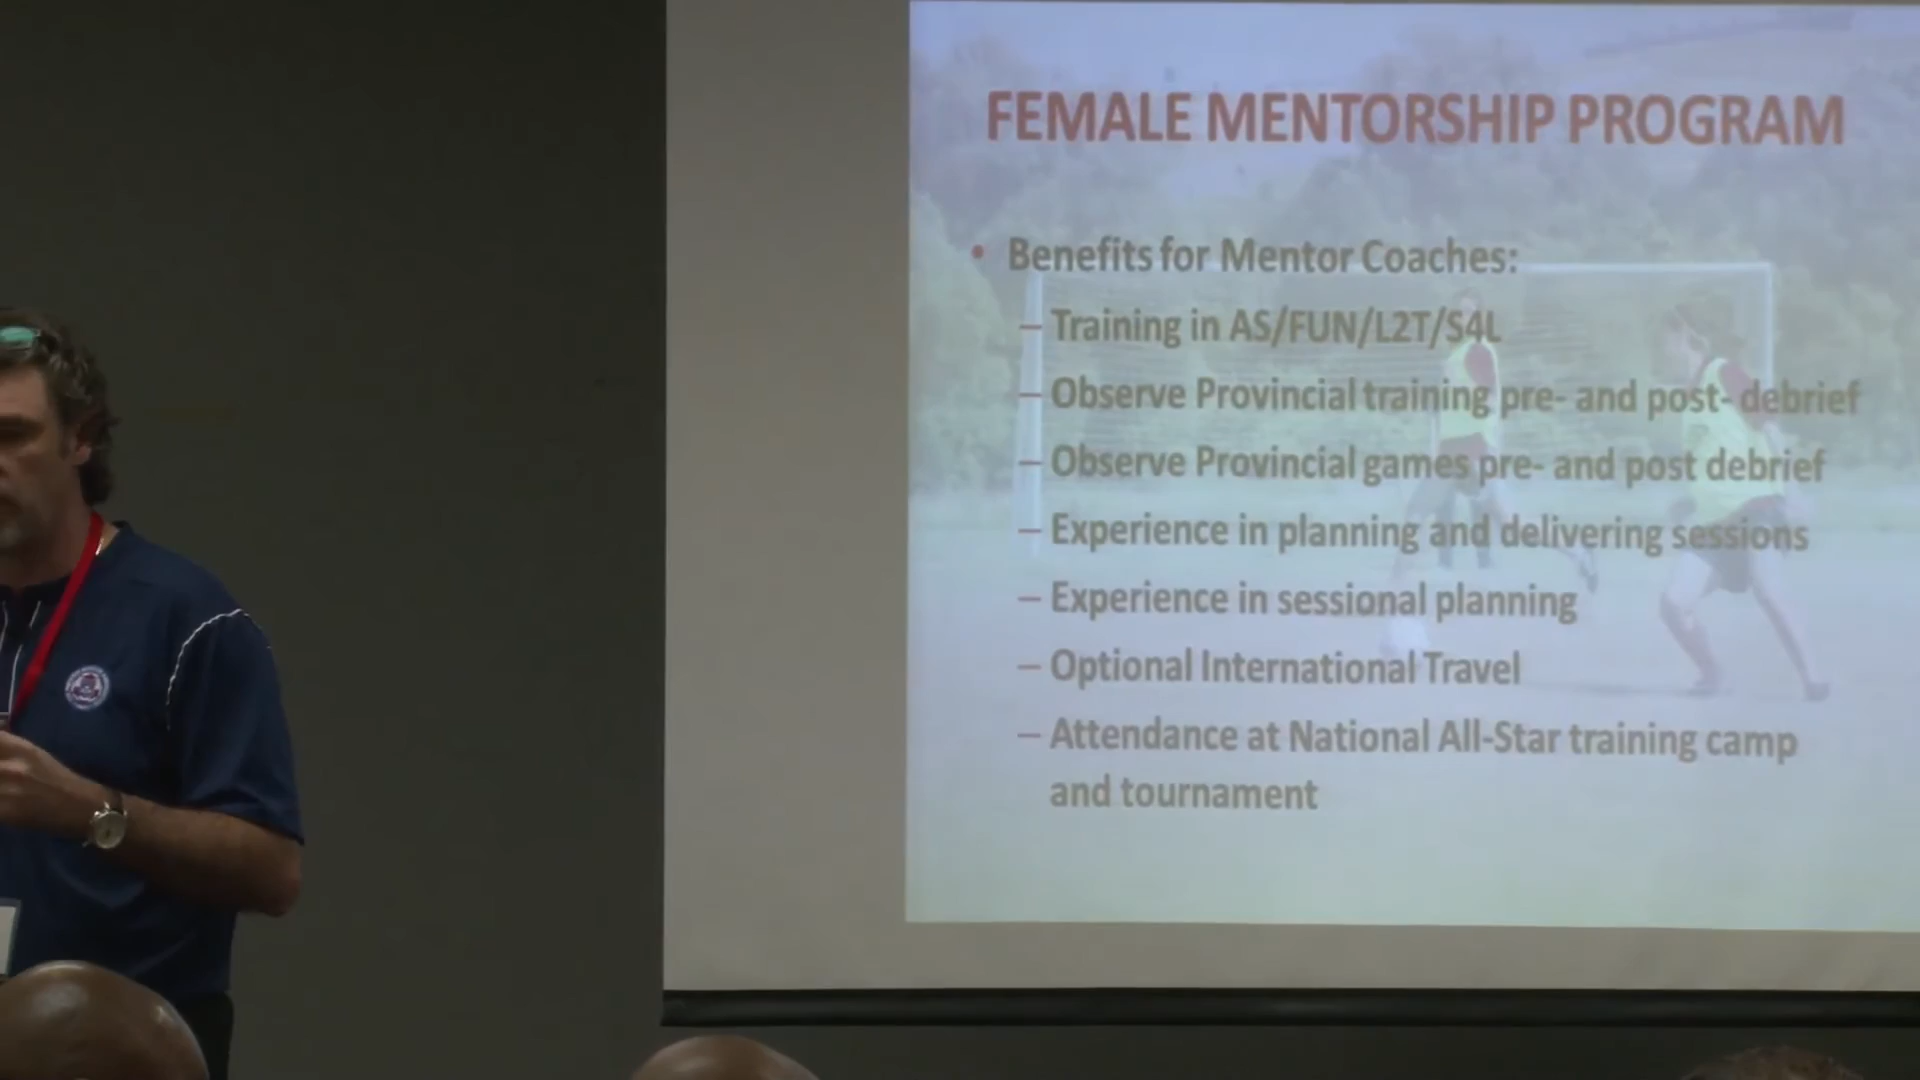 FEMALE MENTORSHIP PROGRAM
• Benefits for Mentor Coaches:
– Training in AS/FUN/L2T/S4L
– Observe Provincial training pre- and post- debrief
– Observe Provincial games pre- and post debrief
– Experience in planning and delivering sessions
– Experience in sessional planning
– Optional International Travel
– Attendance at National All-Star training camp
and tournament